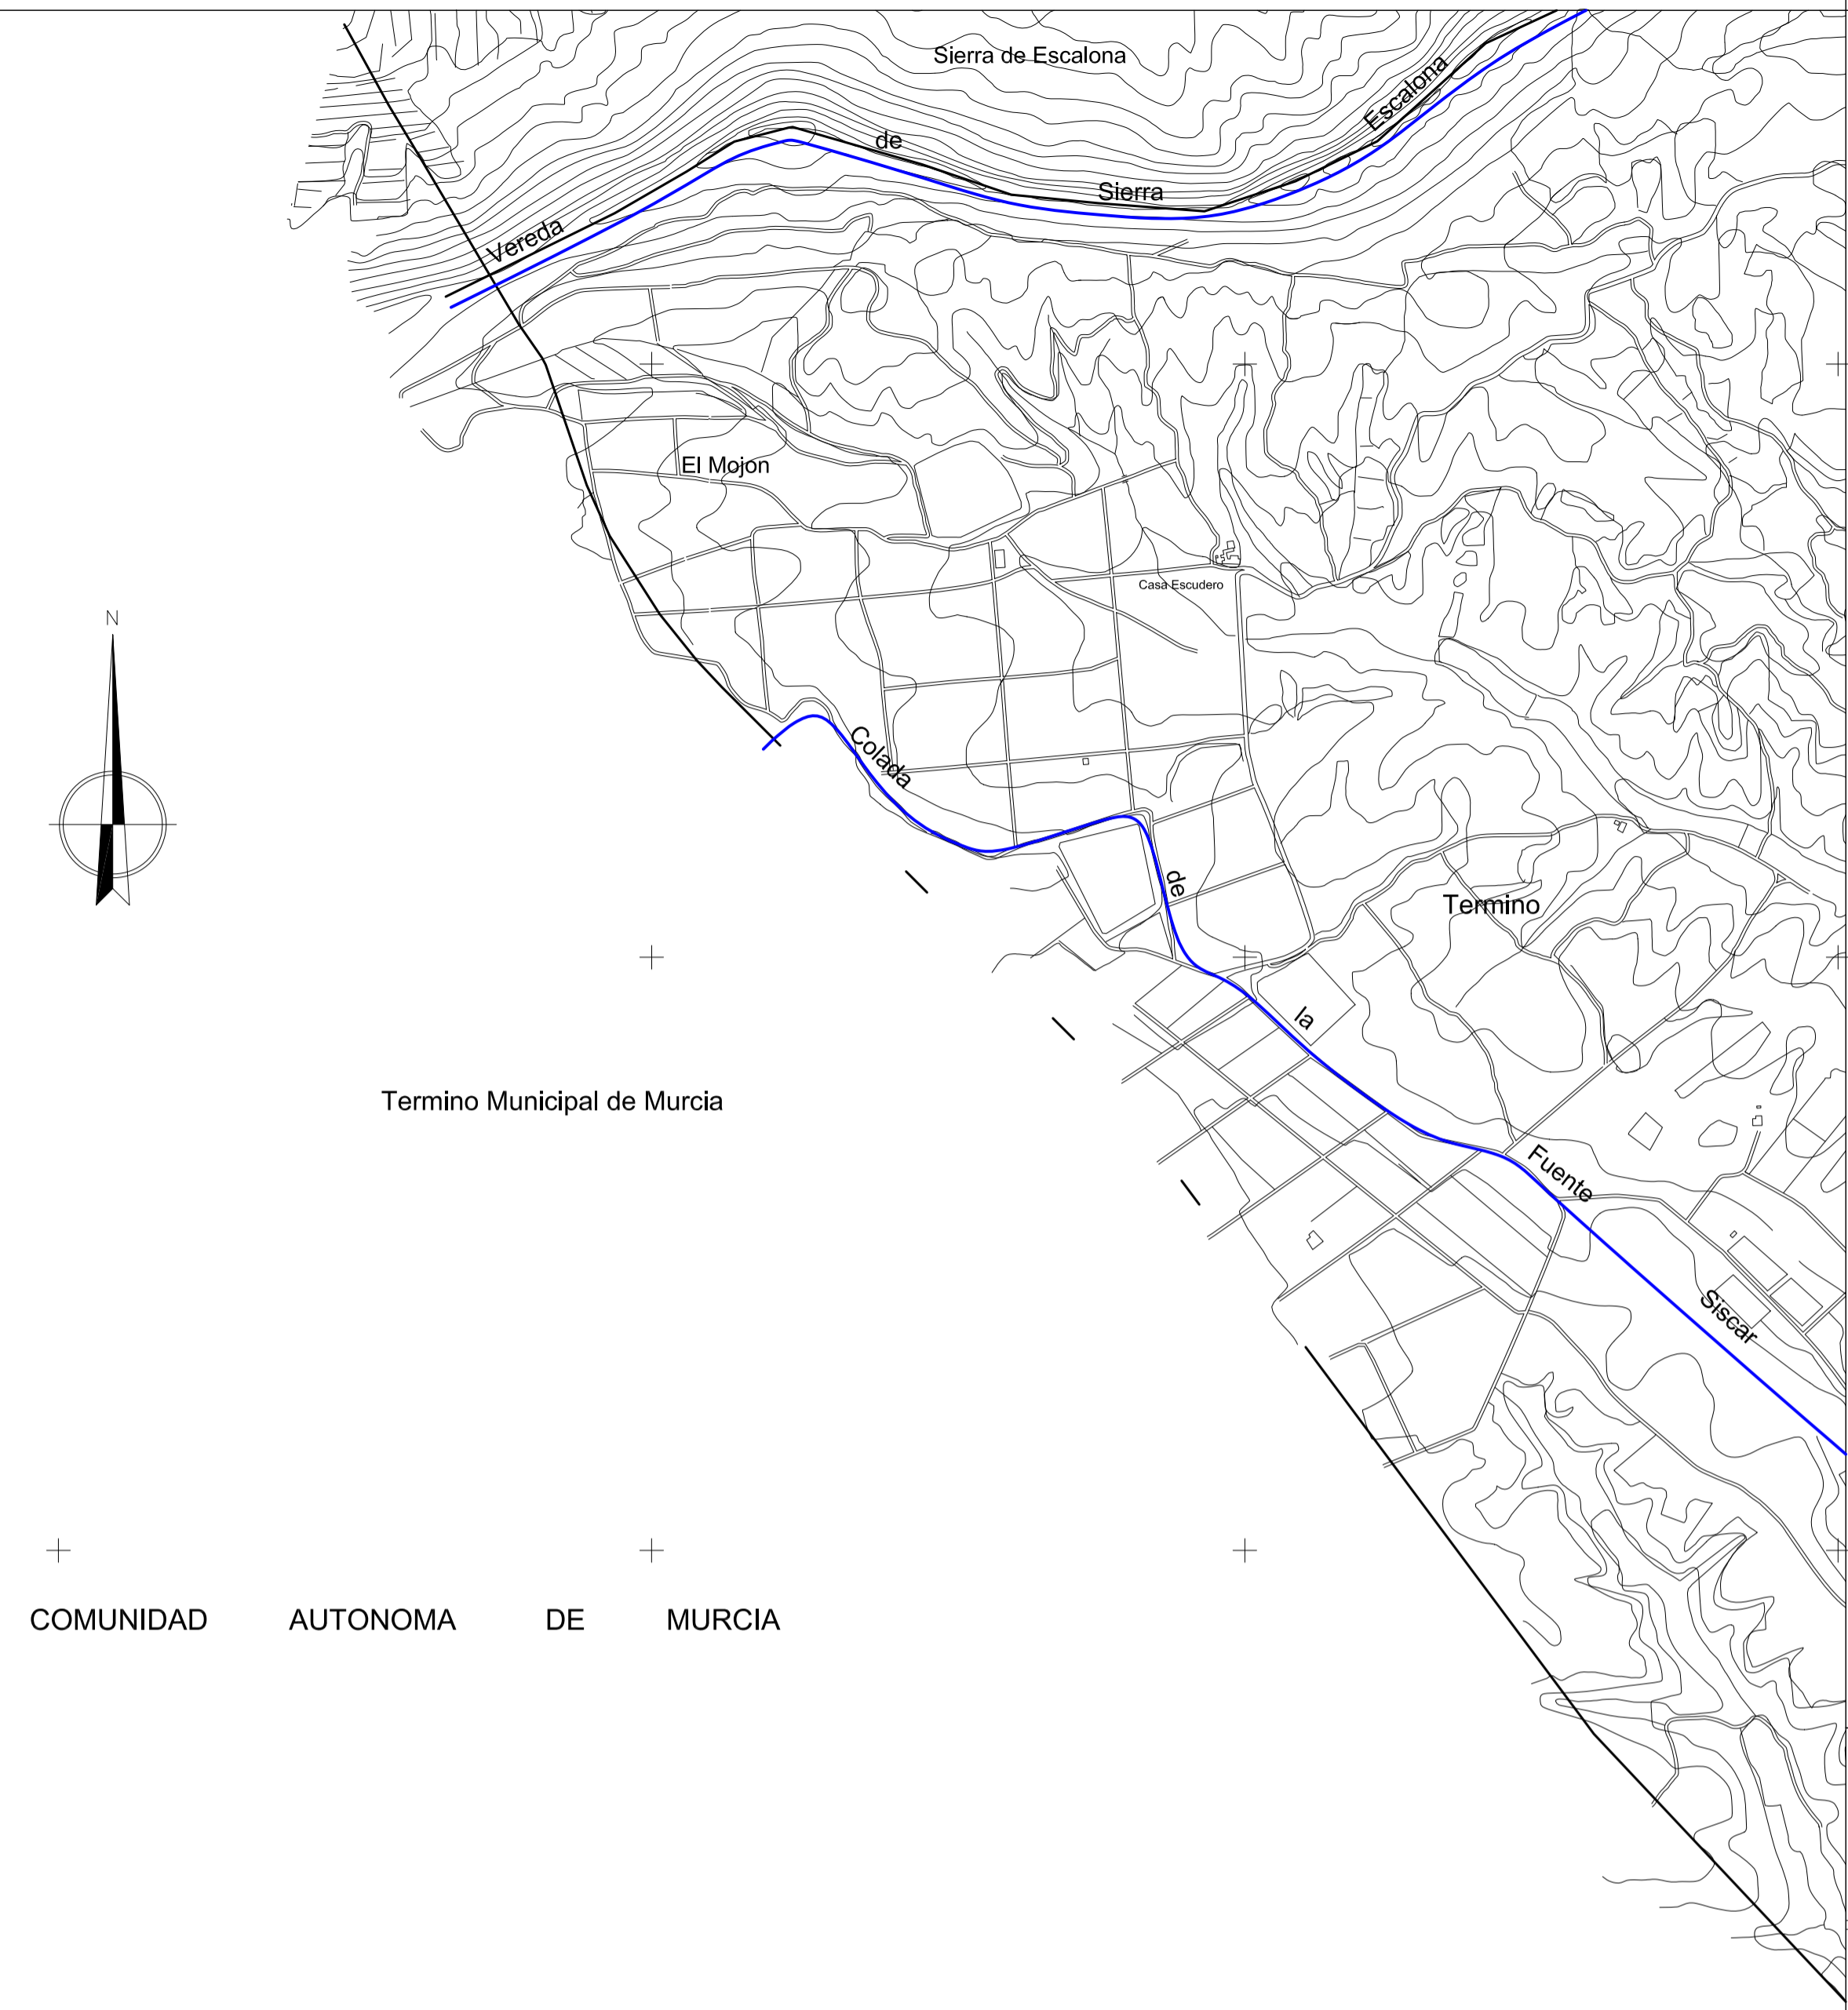 Sierra de Escalona
Vereda de Sierra Escalona
El Mojon
Casa Escudero
N
Colada de la Fuente Siscar
Termino
Termino Municipal de Murcia
COMUNIDAD AUTONOMA DE MURCIA